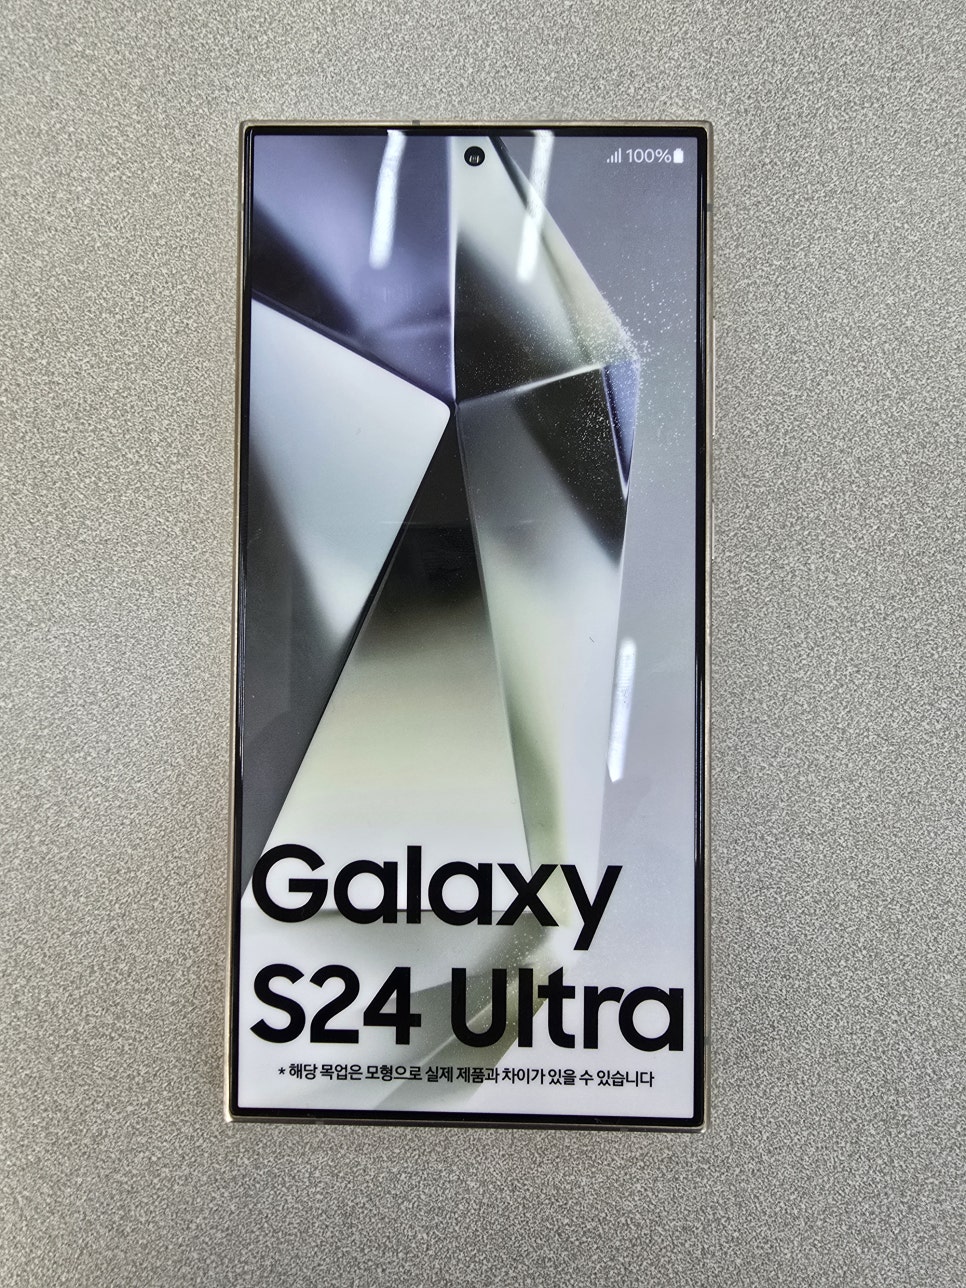 100%
Galaxy
S24 Ultra
* 해당 목업은 모형으로 실제 제품과 차이가 있을 수 있습니다